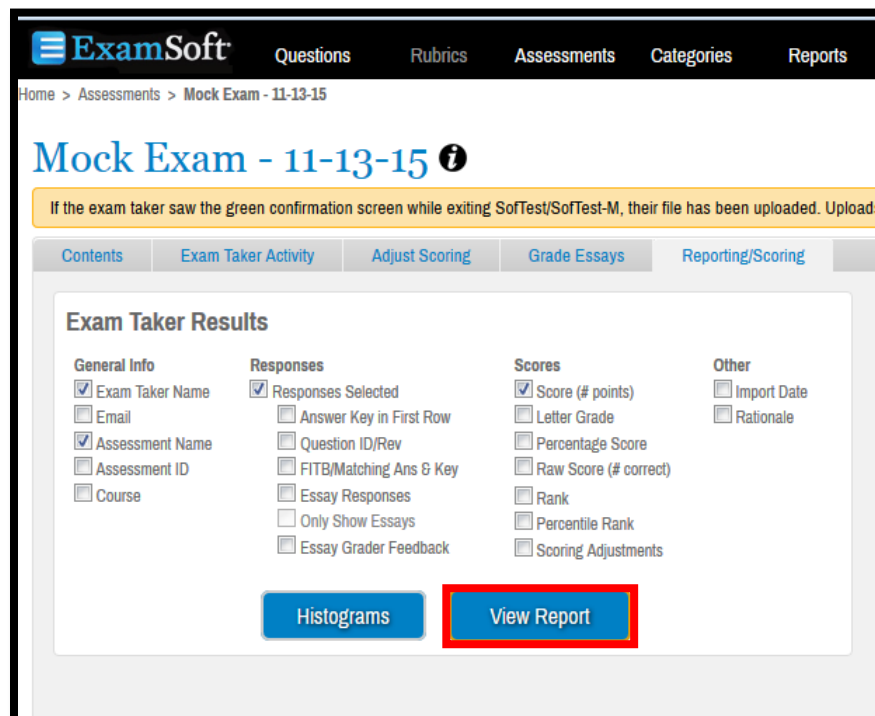 ExamSoft Questions Rubrics Assessments Categories Reports
Home > Assessments > Mock Exam - 11-13-15
Mock Exam - 11-13-15 i
If the exam taker saw the green confirmation screen while exiting SofTest/SofTest-M, their file has been uploaded. Upload
Contents Exam Taker Activity Adjust Scoring Grade Essays Reporting/Scoring
Exam Taker Results
General Info Responses Scores Other
Exam Taker Name Responses Selected Score (# points) Import Date
Email Answer Key in First Row Letter Grade Rationale
Assessment Name Question ID/Rev Percentage Score
Assessment ID FITB/Matching Ans & Key Raw Score (# correct)
Course Essay Responses Rank
Only Show Essays Percentile Rank
Essay Grader Feedback Scoring Adjustments
Histograms View Report